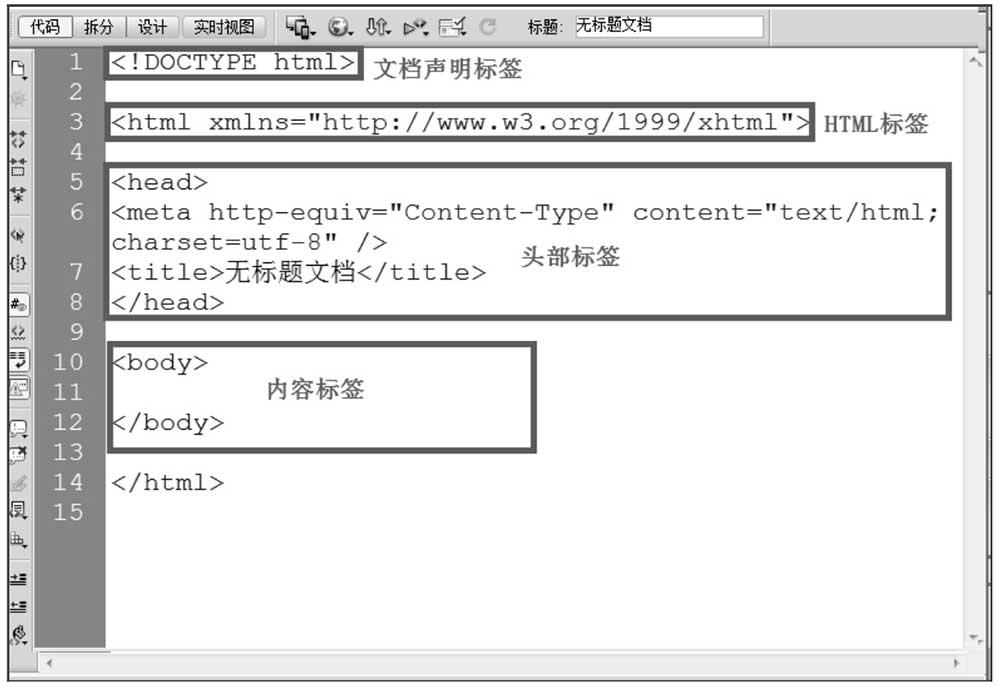 代码 拆分 设计 实时视图 标题: 无标题文档
1 <!DOCTYPE html> 文档声明标签
2
3 <html xmlns="http://www.w3.org/1999/xhtml"> HTML标签
4
5 <head>
6 <meta http-equiv="Content-Type" content="text/html;
charset=utf-8" />
头部标签
7 <title>无标题文档</title>
8 </head>
9
10 <body>
11 内容标签
12 </body>
13
14 </html>
15